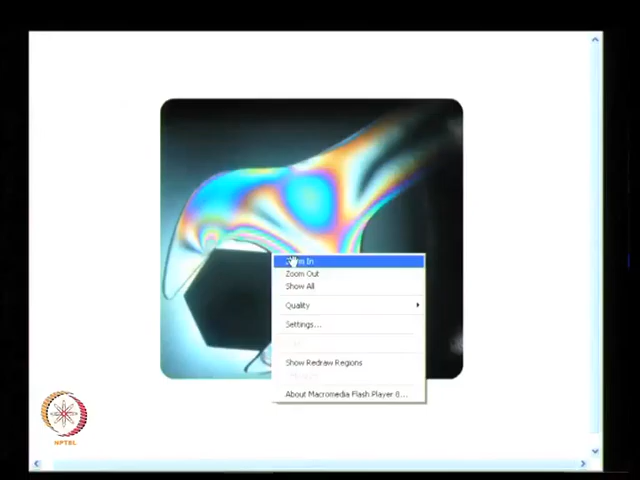 Zoom In
Zoom Out
Show All
Quality
Settings...
Show Redraw Regions
About Macromedia Flash Player 8...
NPTEL